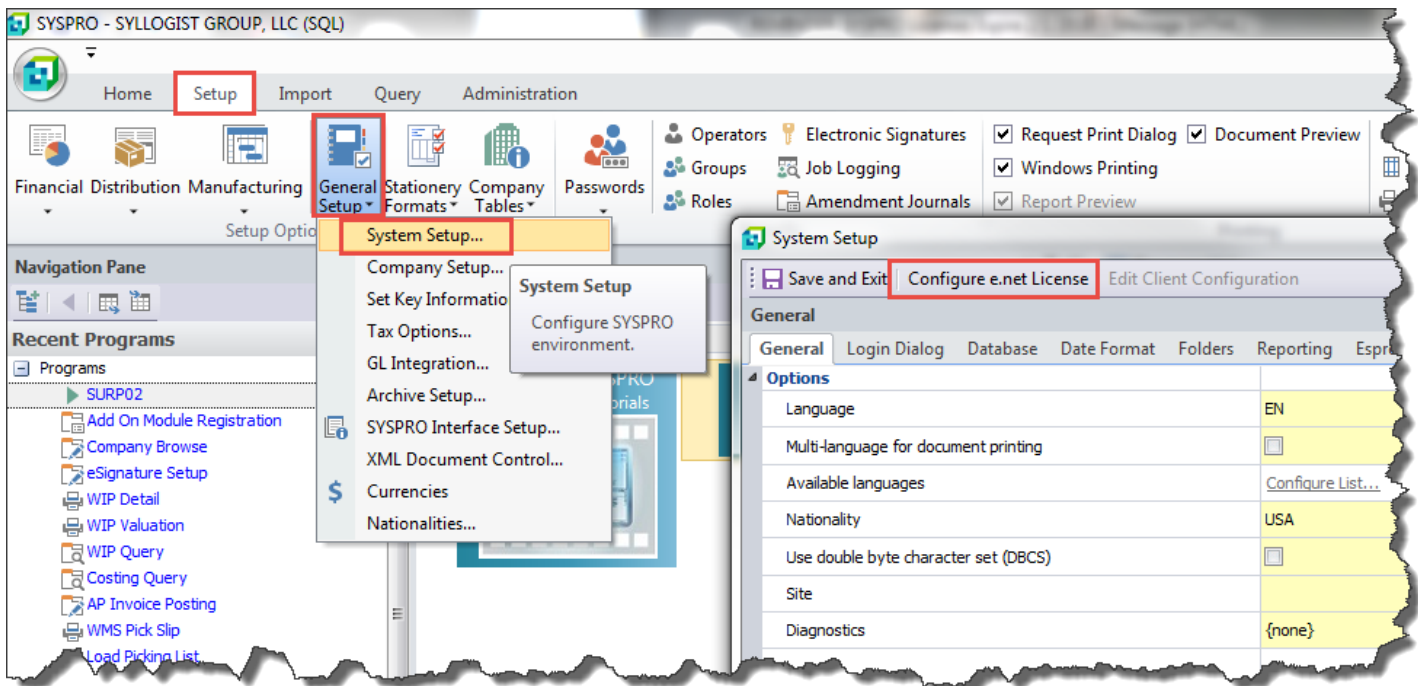 SYSPRO - SYLLOGIST GROUP, LLC (SQL)
Home Setup Import Query Administration
Financial Distribution Manufacturing General Setup Stationery Formats Company Tables Passwords
Operators Electronic Signatures Request Print Dialog Document Preview
Groups Job Logging Windows Printing
Roles Amendment Journals Report Preview
Setup Optio
System Setup...
Company Setup...
Set Key Informatio
Tax Options...
GL Integration...
Archive Setup...
SYSPRO Interface Setup...
XML Document Control...
$ Currencies
Nationalities...
System Setup
Configure SYSPRO
environment.
Navigation Pane
Recent Programs
Programs
SURP02
Add On Module Registration
Company Browse
eSignature Setup
WIP Detail
WIP Valuation
WIP Query
Costing Query
AP Invoice Posting
WMS Pick Slip
Load Picking List
SPRO
orials
System Setup
Save and Exit Configure e.net License Edit Client Configuration
General
General Login Dialog Database Date Format Folders Reporting Espre
Options
Language EN
Multi-language for document printing
Available languages Configure List...
Nationality USA
Use double byte character set (DBCS)
Site
Diagnostics {none}